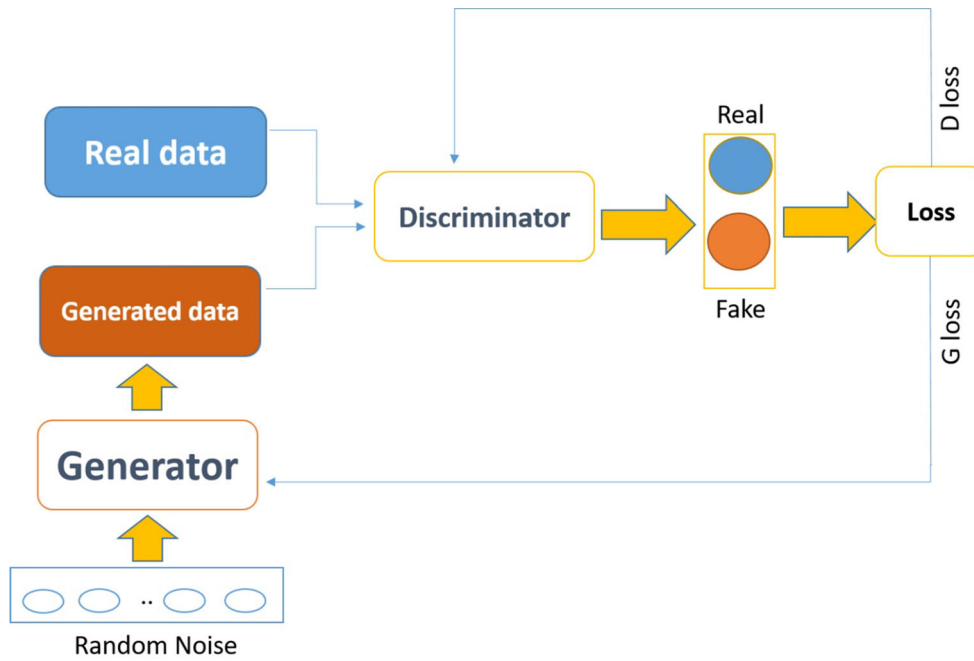 Real data
Generated data
Generator
Random Noise
Discriminator
Real
Fake
Loss
D loss
G loss